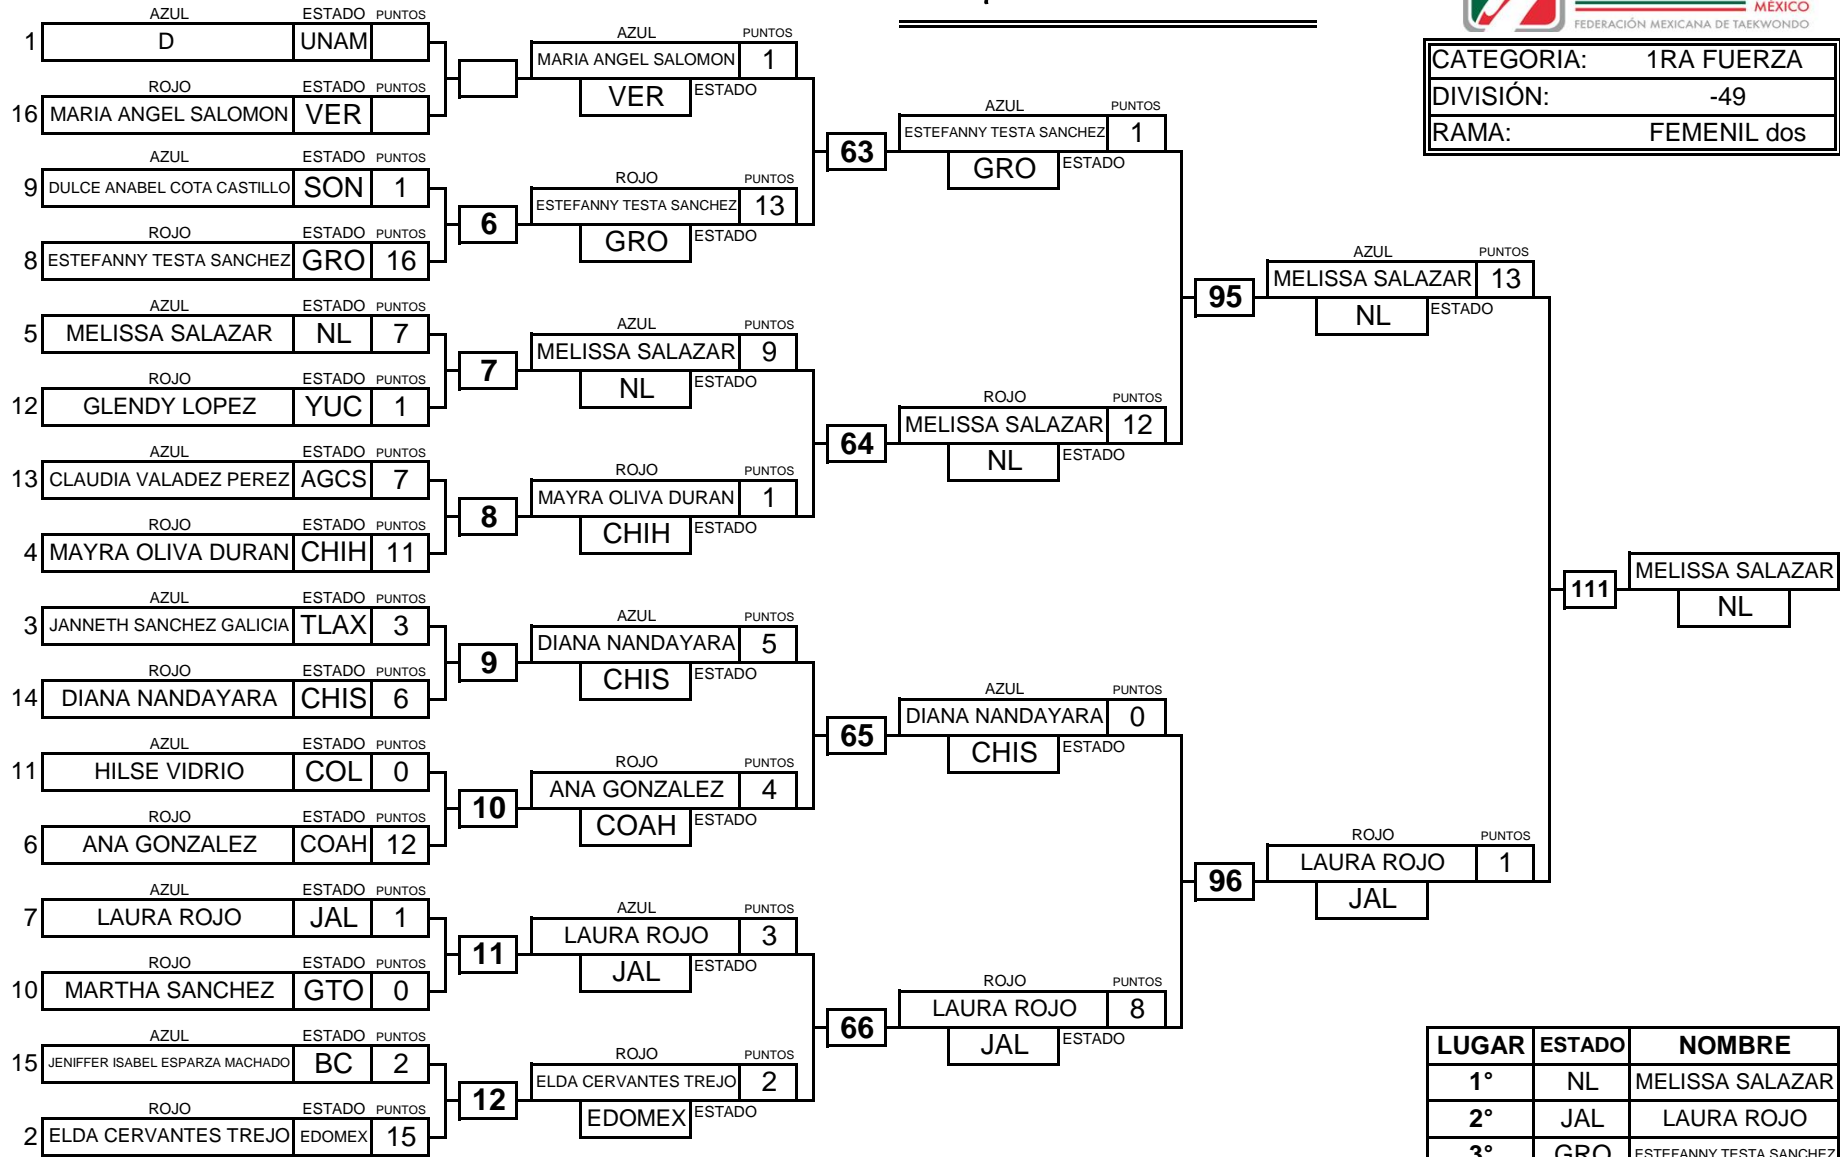 MÉXICO
FEDERACIÓN MEXICANA DE TAEKWONDO
CATEGORIA: 1RA FUERZA
DIVISIÓN: -49
RAMA: FEMENIL dos
AZUL ESTADO PUNTOS
1 D UNAM
ROJO ESTADO PUNTOS
16 MARIA ANGEL SALOMON VER
AZUL ESTADO PUNTOS
9 DULCE ANABEL COTA CASTILLO SON 1
ROJO ESTADO PUNTOS
8 ESTEFANNY TESTA SANCHEZ GRO 16
AZUL ESTADO PUNTOS
5 MELISSA SALAZAR NL 7
ROJO ESTADO PUNTOS
12 GLENDY LOPEZ YUC 1
AZUL ESTADO PUNTOS
13 CLAUDIA VALADEZ PEREZ AGCS 7
ROJO ESTADO PUNTOS
4 MAYRA OLIVA DURAN CHIH 11
AZUL ESTADO PUNTOS
3 JANNETH SANCHEZ GALICIA TLAX 3
ROJO ESTADO PUNTOS
14 DIANA NANDAYARA CHIS 6
AZUL ESTADO PUNTOS
11 HILSE VIDRIO COL 0
ROJO ESTADO PUNTOS
6 ANA GONZALEZ COAH 12
AZUL ESTADO PUNTOS
7 LAURA ROJO JAL 1
ROJO ESTADO PUNTOS
10 MARTHA SANCHEZ GTO 0
AZUL ESTADO PUNTOS
15 JENIFFER ISABEL ESPARZA MACHADO BC 2
ROJO ESTADO PUNTOS
2 ELDA CERVANTES TREJO EDOMEX 15
6
7
8
9
10
11
12
AZUL PUNTOS
MARIA ANGEL SALOMON 1
VER ESTADO
ROJO PUNTOS
ESTEFANNY TESTA SANCHEZ 13
GRO ESTADO
AZUL PUNTOS
MELISSA SALAZAR 9
NL ESTADO
ROJO PUNTOS
MAYRA OLIVA DURAN 1
CHIH ESTADO
AZUL PUNTOS
DIANA NANDAYARA 5
CHIS ESTADO
ROJO PUNTOS
ANA GONZALEZ 4
COAH ESTADO
AZUL PUNTOS
LAURA ROJO 3
JAL ESTADO
ROJO PUNTOS
ELDA CERVANTES TREJO 2
EDOMEX ESTADO
63
64
65
66
AZUL PUNTOS
ESTEFANNY TESTA SANCHEZ 1
GRO ESTADO
ROJO PUNTOS
MELISSA SALAZAR 12
NL ESTADO
AZUL PUNTOS
DIANA NANDAYARA 0
CHIS ESTADO
ROJO PUNTOS
LAURA ROJO 8
JAL ESTADO
95
96
AZUL PUNTOS
MELISSA SALAZAR 13
NL ESTADO
ROJO PUNTOS
LAURA ROJO 1
JAL
111
MELISSA SALAZAR
NL
LUGAR ESTADO NOMBRE
1° NL MELISSA SALAZAR
2° JAL LAURA ROJO
3° GRO ESTEFANNY TESTA SANCHEZ